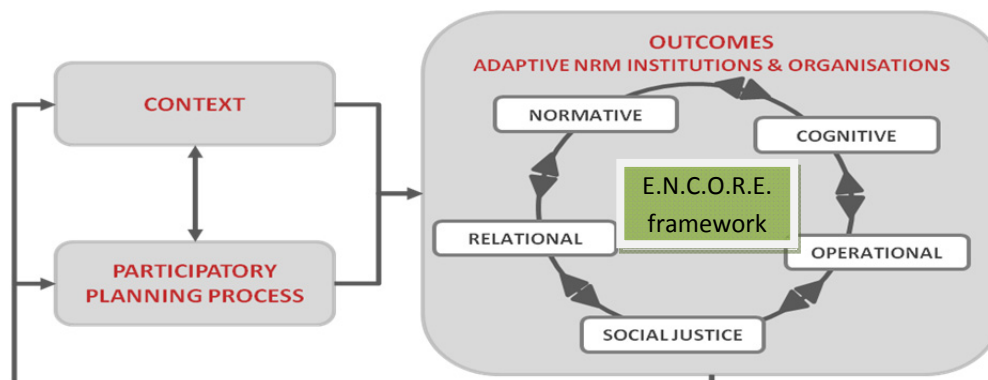 CONTEXT
PARTICIPATORY
PLANNING PROCESS
OUTCOMES
ADAPTIVE NRM INSTITUTIONS & ORGANISATIONS
NORMATIVE
COGNITIVE
E.N.C.O.R.E.
framework
RELATIONAL
OPERATIONAL
SOCIAL JUSTICE